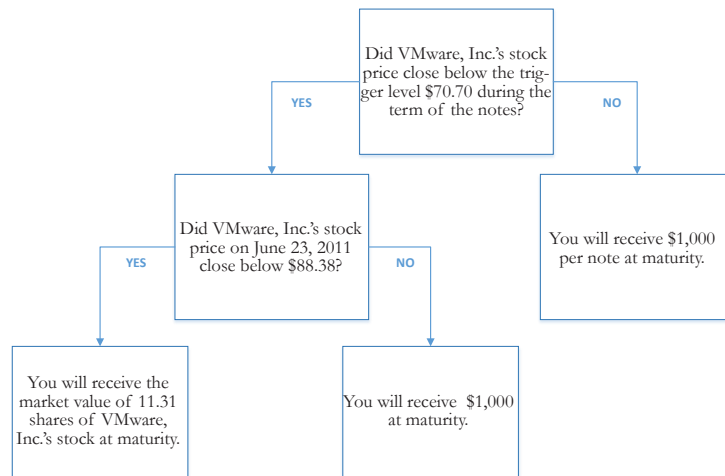 Did VMware, Inc.'s stock
price close below the trig-
ger level $70.70 during the
term of the notes?
YES
NO
Did VMware, Inc.'s stock
price on June 23, 2011
close below $88.38?
You will receive $1,000
per note at maturity.
YES
NO
You will receive the
market value of 11.31
shares of VMware,
Inc.'s stock at maturity.
You will receive $1,000
at maturity.